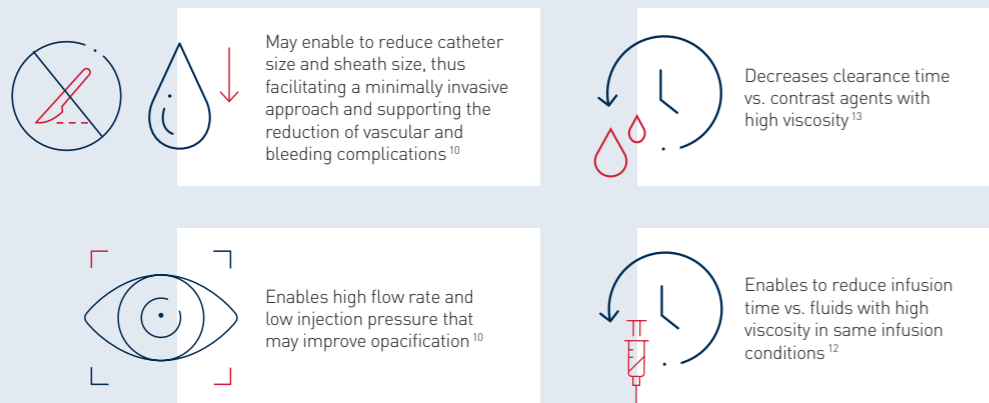 May enable to reduce catheter
size and sheath size, thus
facilitating a minimally invasive
approach and supporting the
reduction of vascular and
bleeding complications 10
Decreases clearance time
vs. contrast agents with
high viscosity 13
Enables high flow rate and
low injection pressure that
may improve opacification 10
Enables to reduce infusion
time vs. fluids with high
viscosity in same infusion
conditions 12